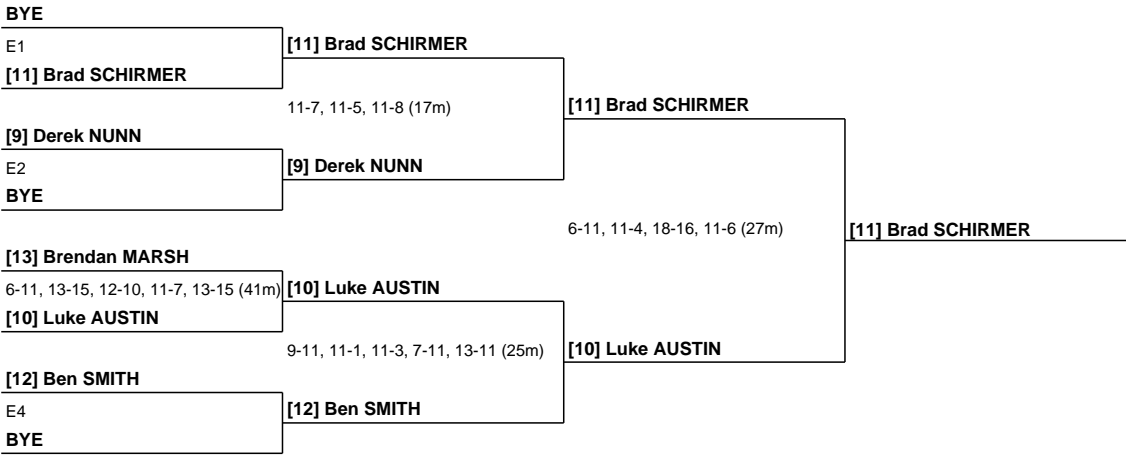 BYE
E1
[11] Brad SCHIRMER
[9] Derek NUNN
E2
BYE
[13] Brendan MARSH
6-11, 13-15, 12-10, 11-7, 13-15 (41m)
[10] Luke AUSTIN
[12] Ben SMITH
E4
BYE
[11] Brad SCHIRMER
11-7, 11-5, 11-8 (17m)
[9] Derek NUNN
[10] Luke AUSTIN
9-11, 11-1, 11-3, 7-11, 13-11 (25m)
[12] Ben SMITH
[11] Brad SCHIRMER
6-11, 11-4, 18-16, 11-6 (27m)
[10] Luke AUSTIN
[11] Brad SCHIRMER